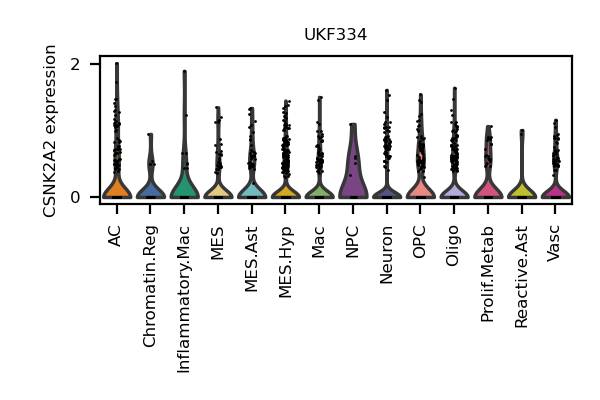 UKF334
CSNK2A2 expression
2
0
AC
Chromatin.Reg
Inflammatory.Mac
MES
MES.Ast
MES.Hyp
Mac
NPC
Neuron
OPC
Oligo
Prolif.Metab
Reactive.Ast
Vasc